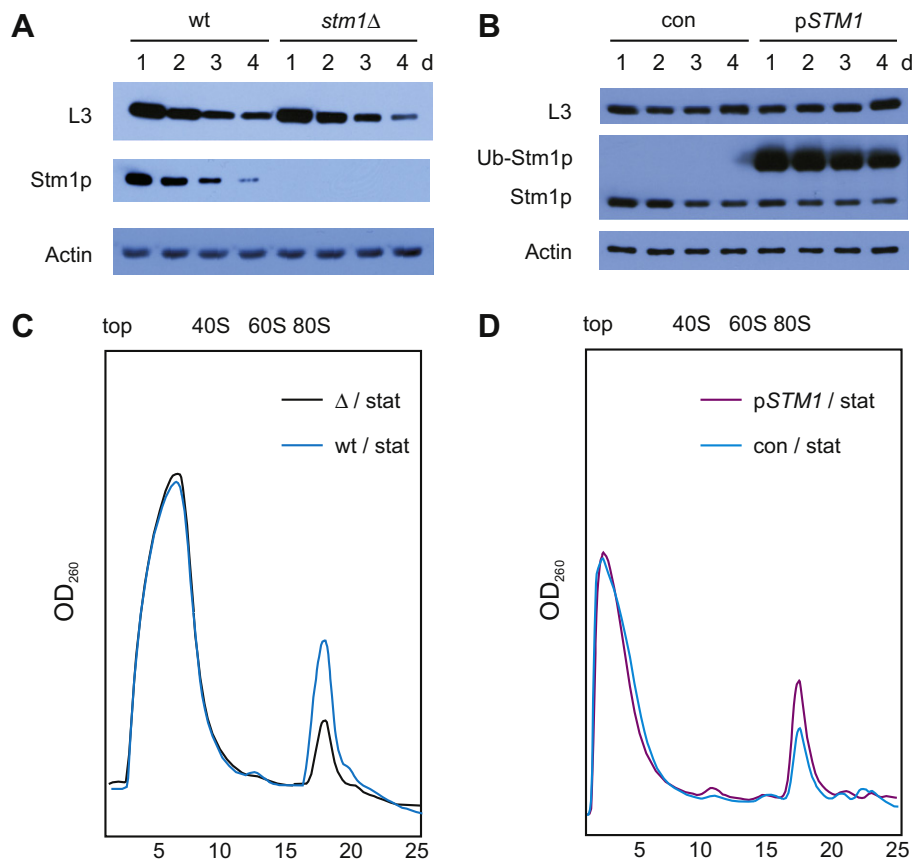 A
wt
stm1Δ
1 2 3 4 1 2 3 4 d
L3
Stm1p
Actin
B
con
pSTM1
1 2 3 4 1 2 3 4 d
L3
Ub-Stm1p
Stm1p
Actin
C
top 40S 60S 80S
Δ / stat
wt / stat
OD260
5 10 15 20 25
D
top 40S 60S 80S
pSTM1 / stat
con / stat
OD260
5 10 15 20 25